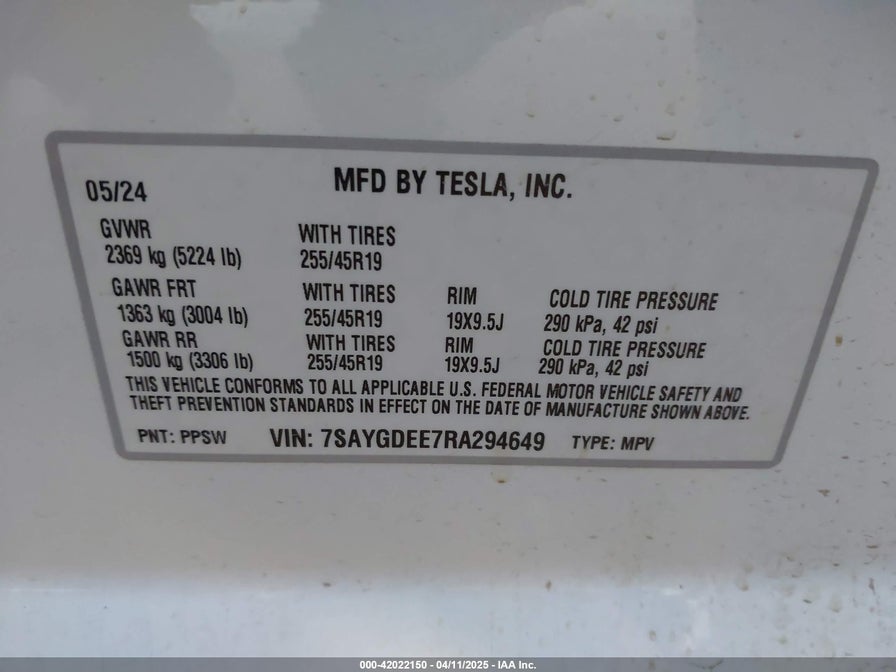 05/24 MFD BY TESLA, INC.
GVWR WITH TIRES
2369 kg (5224 lb) 255/45R19
GAWR FRT WITH TIRES RIM COLD TIRE PRESSURE
1363 kg (3004 lb) 255/45R19 19X9.5J 290 kPa, 42 psi
GAWR RR WITH TIRES RIM COLD TIRE PRESSURE
1500 kg (3306 lb) 255/45R19 19X9.5J 290 kPa, 42 psi
THIS VEHICLE CONFORMS TO ALL APPLICABLE U.S. FEDERAL MOTOR VEHICLE SAFETY AND
THEFT PREVENTION STANDARDS IN EFFECT ON THE DATE OF MANUFACTURE SHOWN ABOVE.
PNT: PPSW VIN: 7SAYGDEE7RA294649 TYPE: MPV
000-42022150 - 04/11/2025 - IAA Inc.